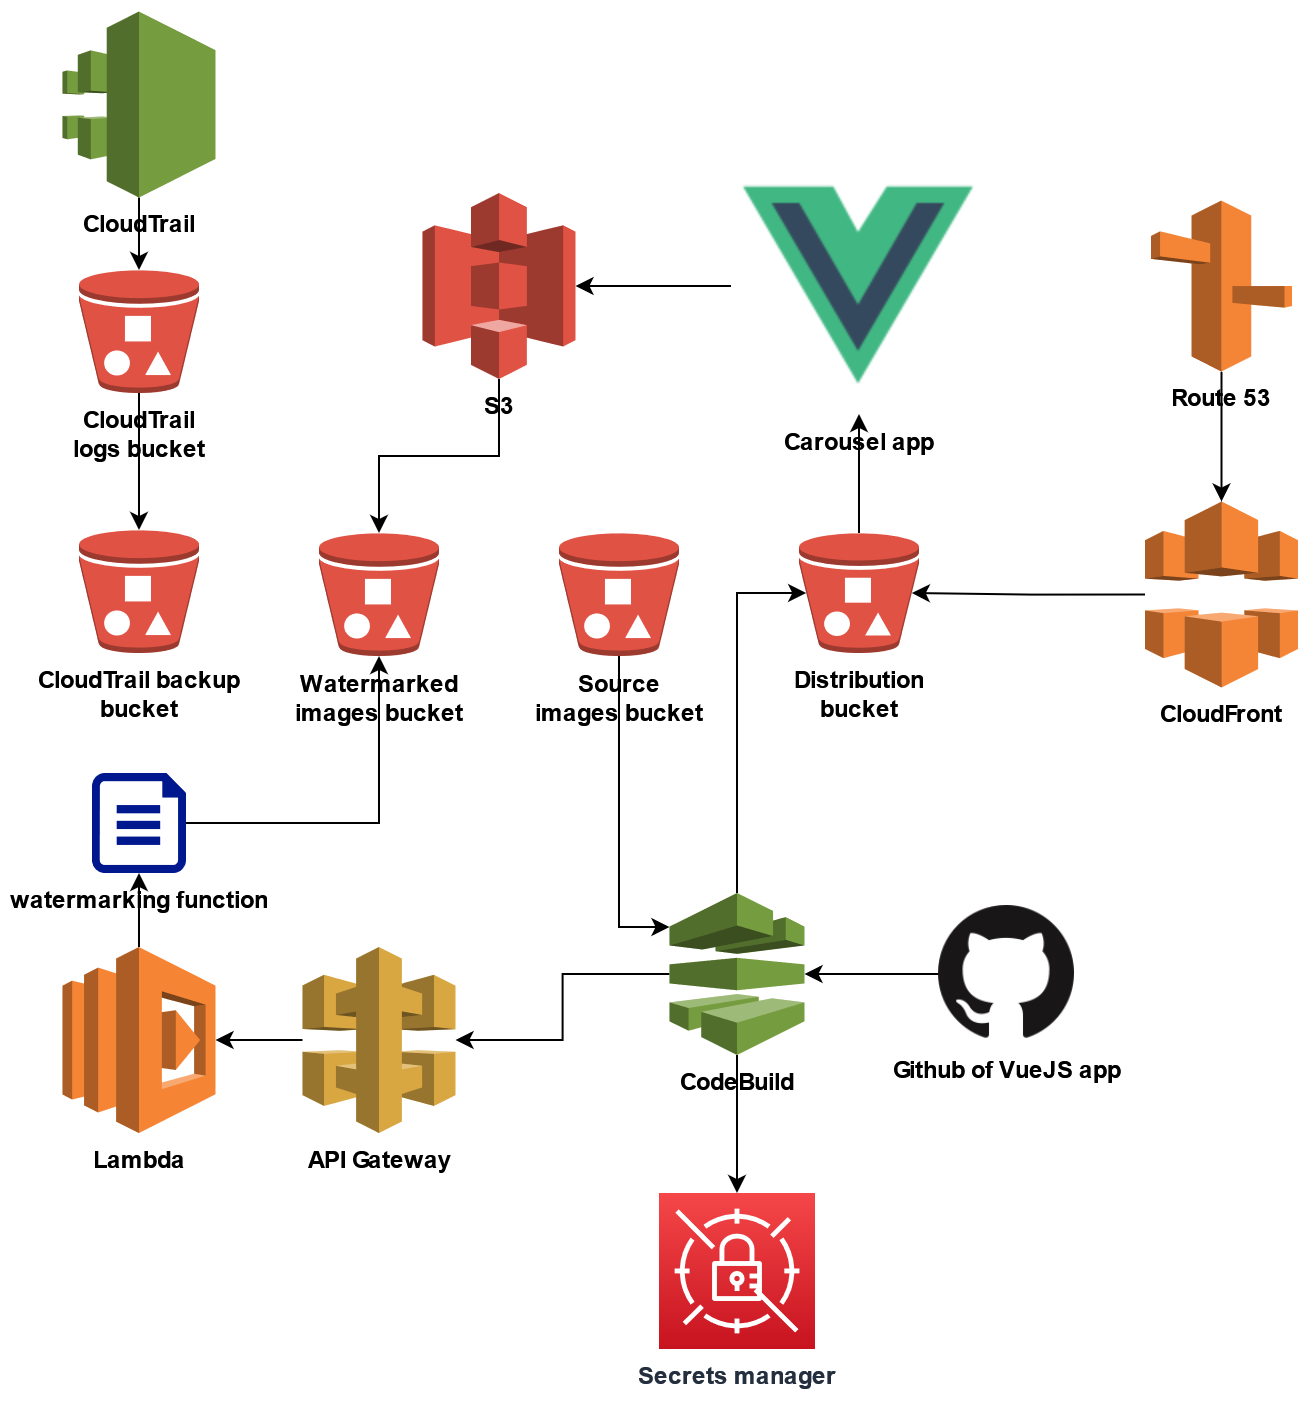 CloudTrail
S3
Route 53
CloudTrail
logs bucket
Carousel app
CloudTrail backup
bucket
Watermarked
images bucket
Source
images bucket
Distribution
bucket
CloudFront
watermarking function
CodeBuild
Github of VueJS app
Lambda
API Gateway
Secrets manager